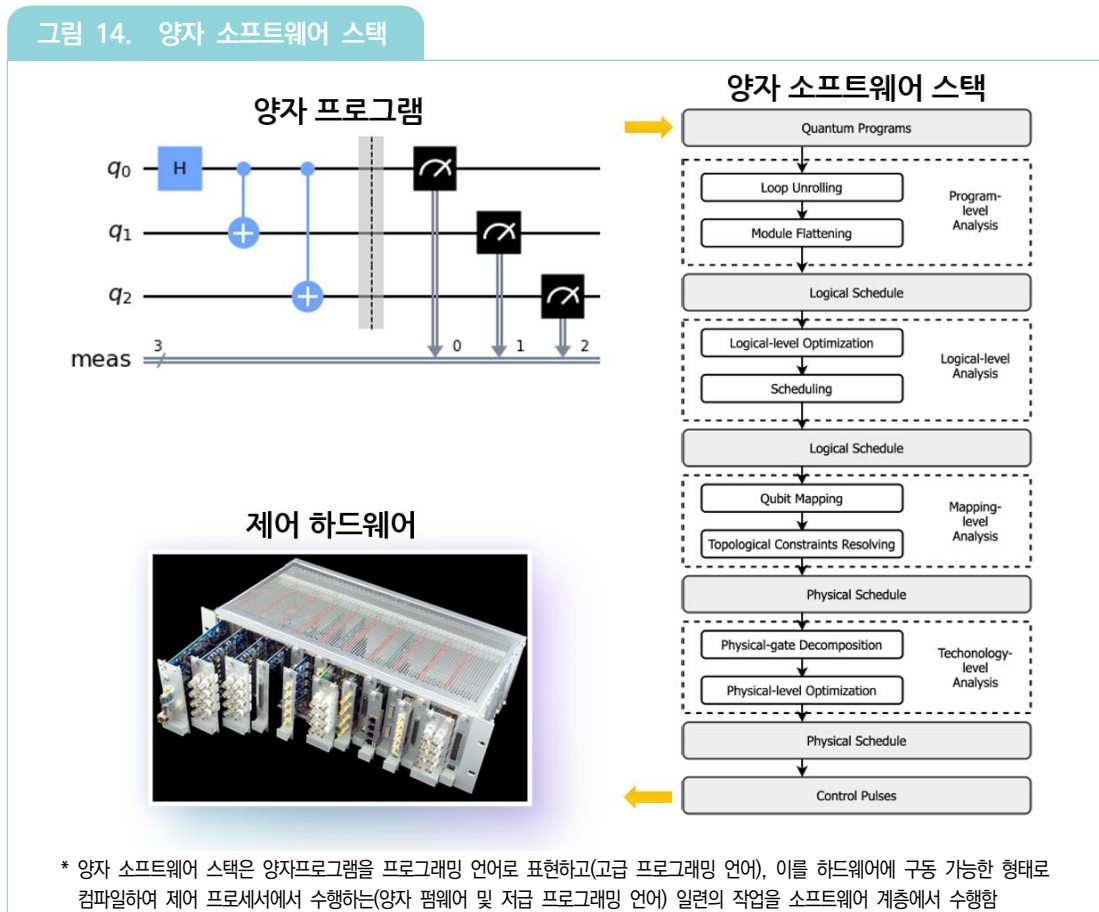 그림 14. 양자 소프트웨어 스택
양자 프로그램
q0
H
q1
q2
meas
3
0
1
2
제어 하드웨어
양자 소프트웨어 스택
Quantum Programs
Loop Unrolling
Module Flattening
Program-
level
Analysis
Logical Schedule
Logical-level Optimization
Scheduling
Logical-level
Analysis
Logical Schedule
Qubit Mapping
Topological Constraints Resolving
Mapping-
level
Analysis
Physical Schedule
Physical-gate Decomposition
Physical-level Optimization
Techonology-
level
Analysis
Physical Schedule
Control Pulses
* 양자 소프트웨어 스택은 양자프로그램을 프로그래밍 언어로 표현하고(고급 프로그래밍 언어), 이를 하드웨어에 구동 가능한 형태로
컴파일하여 제어 프로세서에서 수행하는(양자 펌웨어 및 저급 프로그래밍 언어) 일련의 작업을 소프트웨어 계층에서 수행함